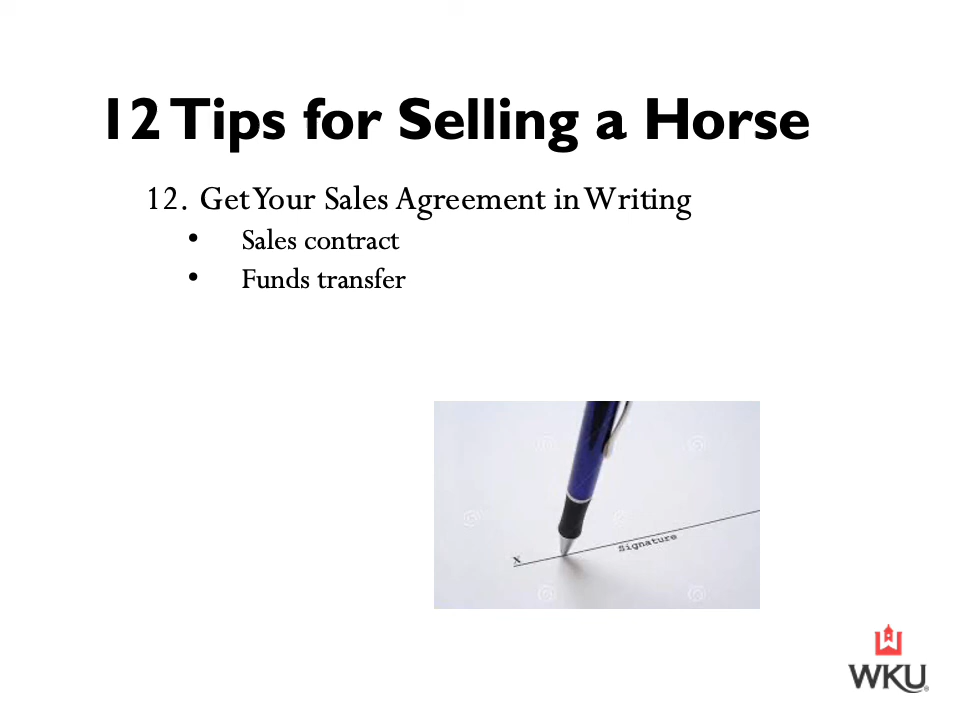 12 Tips for Selling a Horse
12. Get Your Sales Agreement in Writing
• Sales contract
• Funds transfer
x
Signature
WKU®